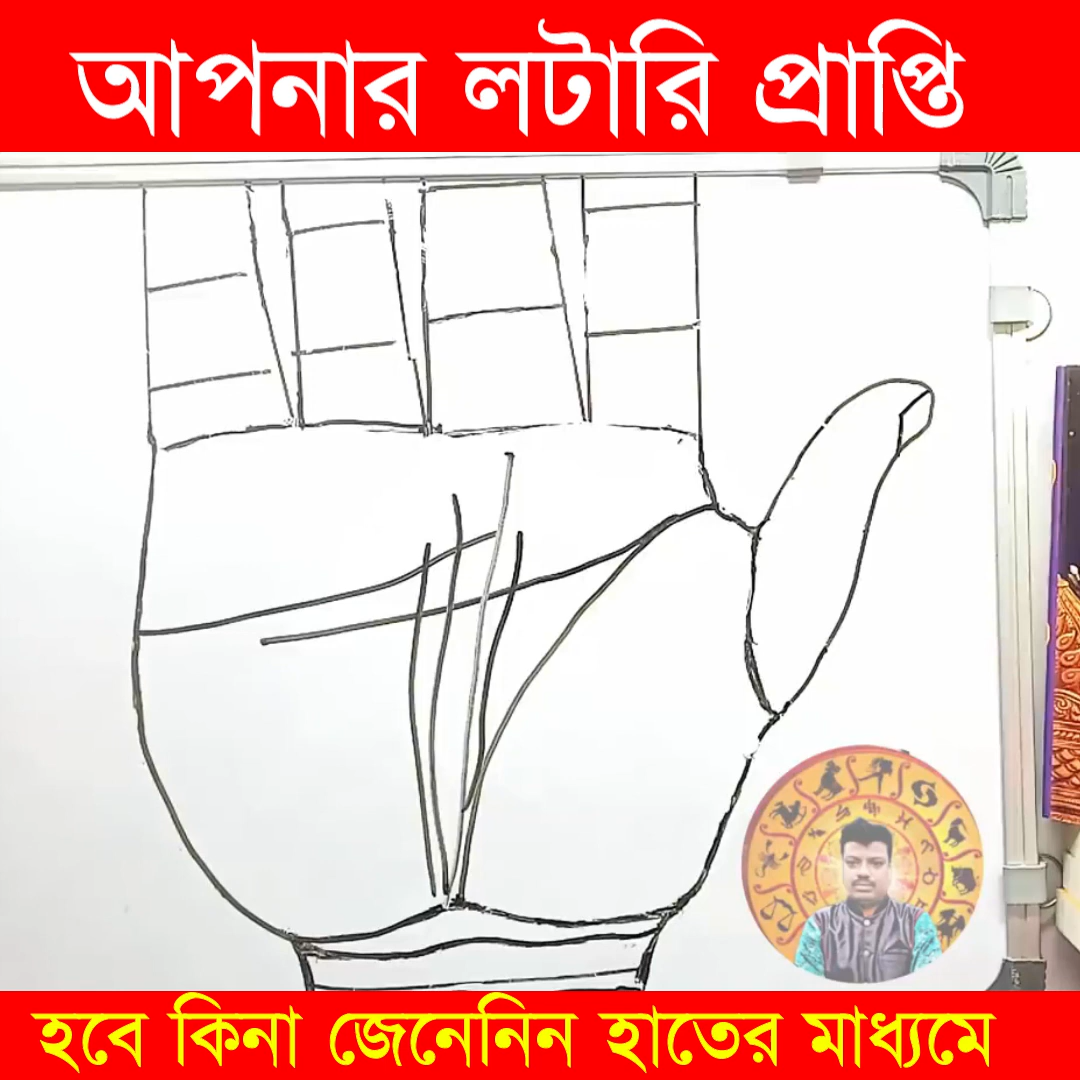 আপনার লটারি প্রাপ্তি
হবে কিনা জেনেনিন হাতের মাধ্যমে